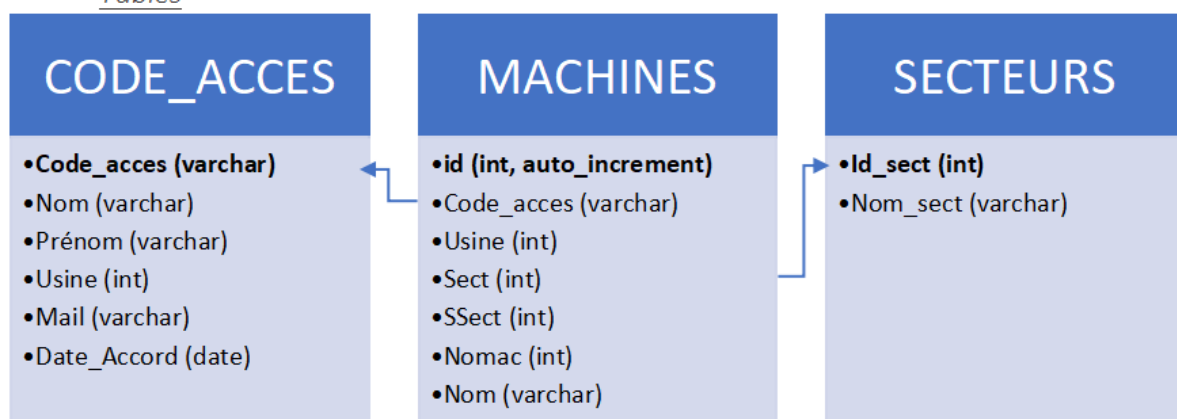 Tables
CODE_ACCES
•Code_acces (varchar)
•Nom (varchar)
•Prénom (varchar)
•Usine (int)
•Mail (varchar)
•Date_Accord (date)
MACHINES
•id (int, auto_increment)
•Code_acces (varchar)
•Usine (int)
•Sect (int)
•SSect (int)
•Nomac (int)
•Nom (varchar)
SECTEURS
•Id_sect (int)
•Nom_sect (varchar)